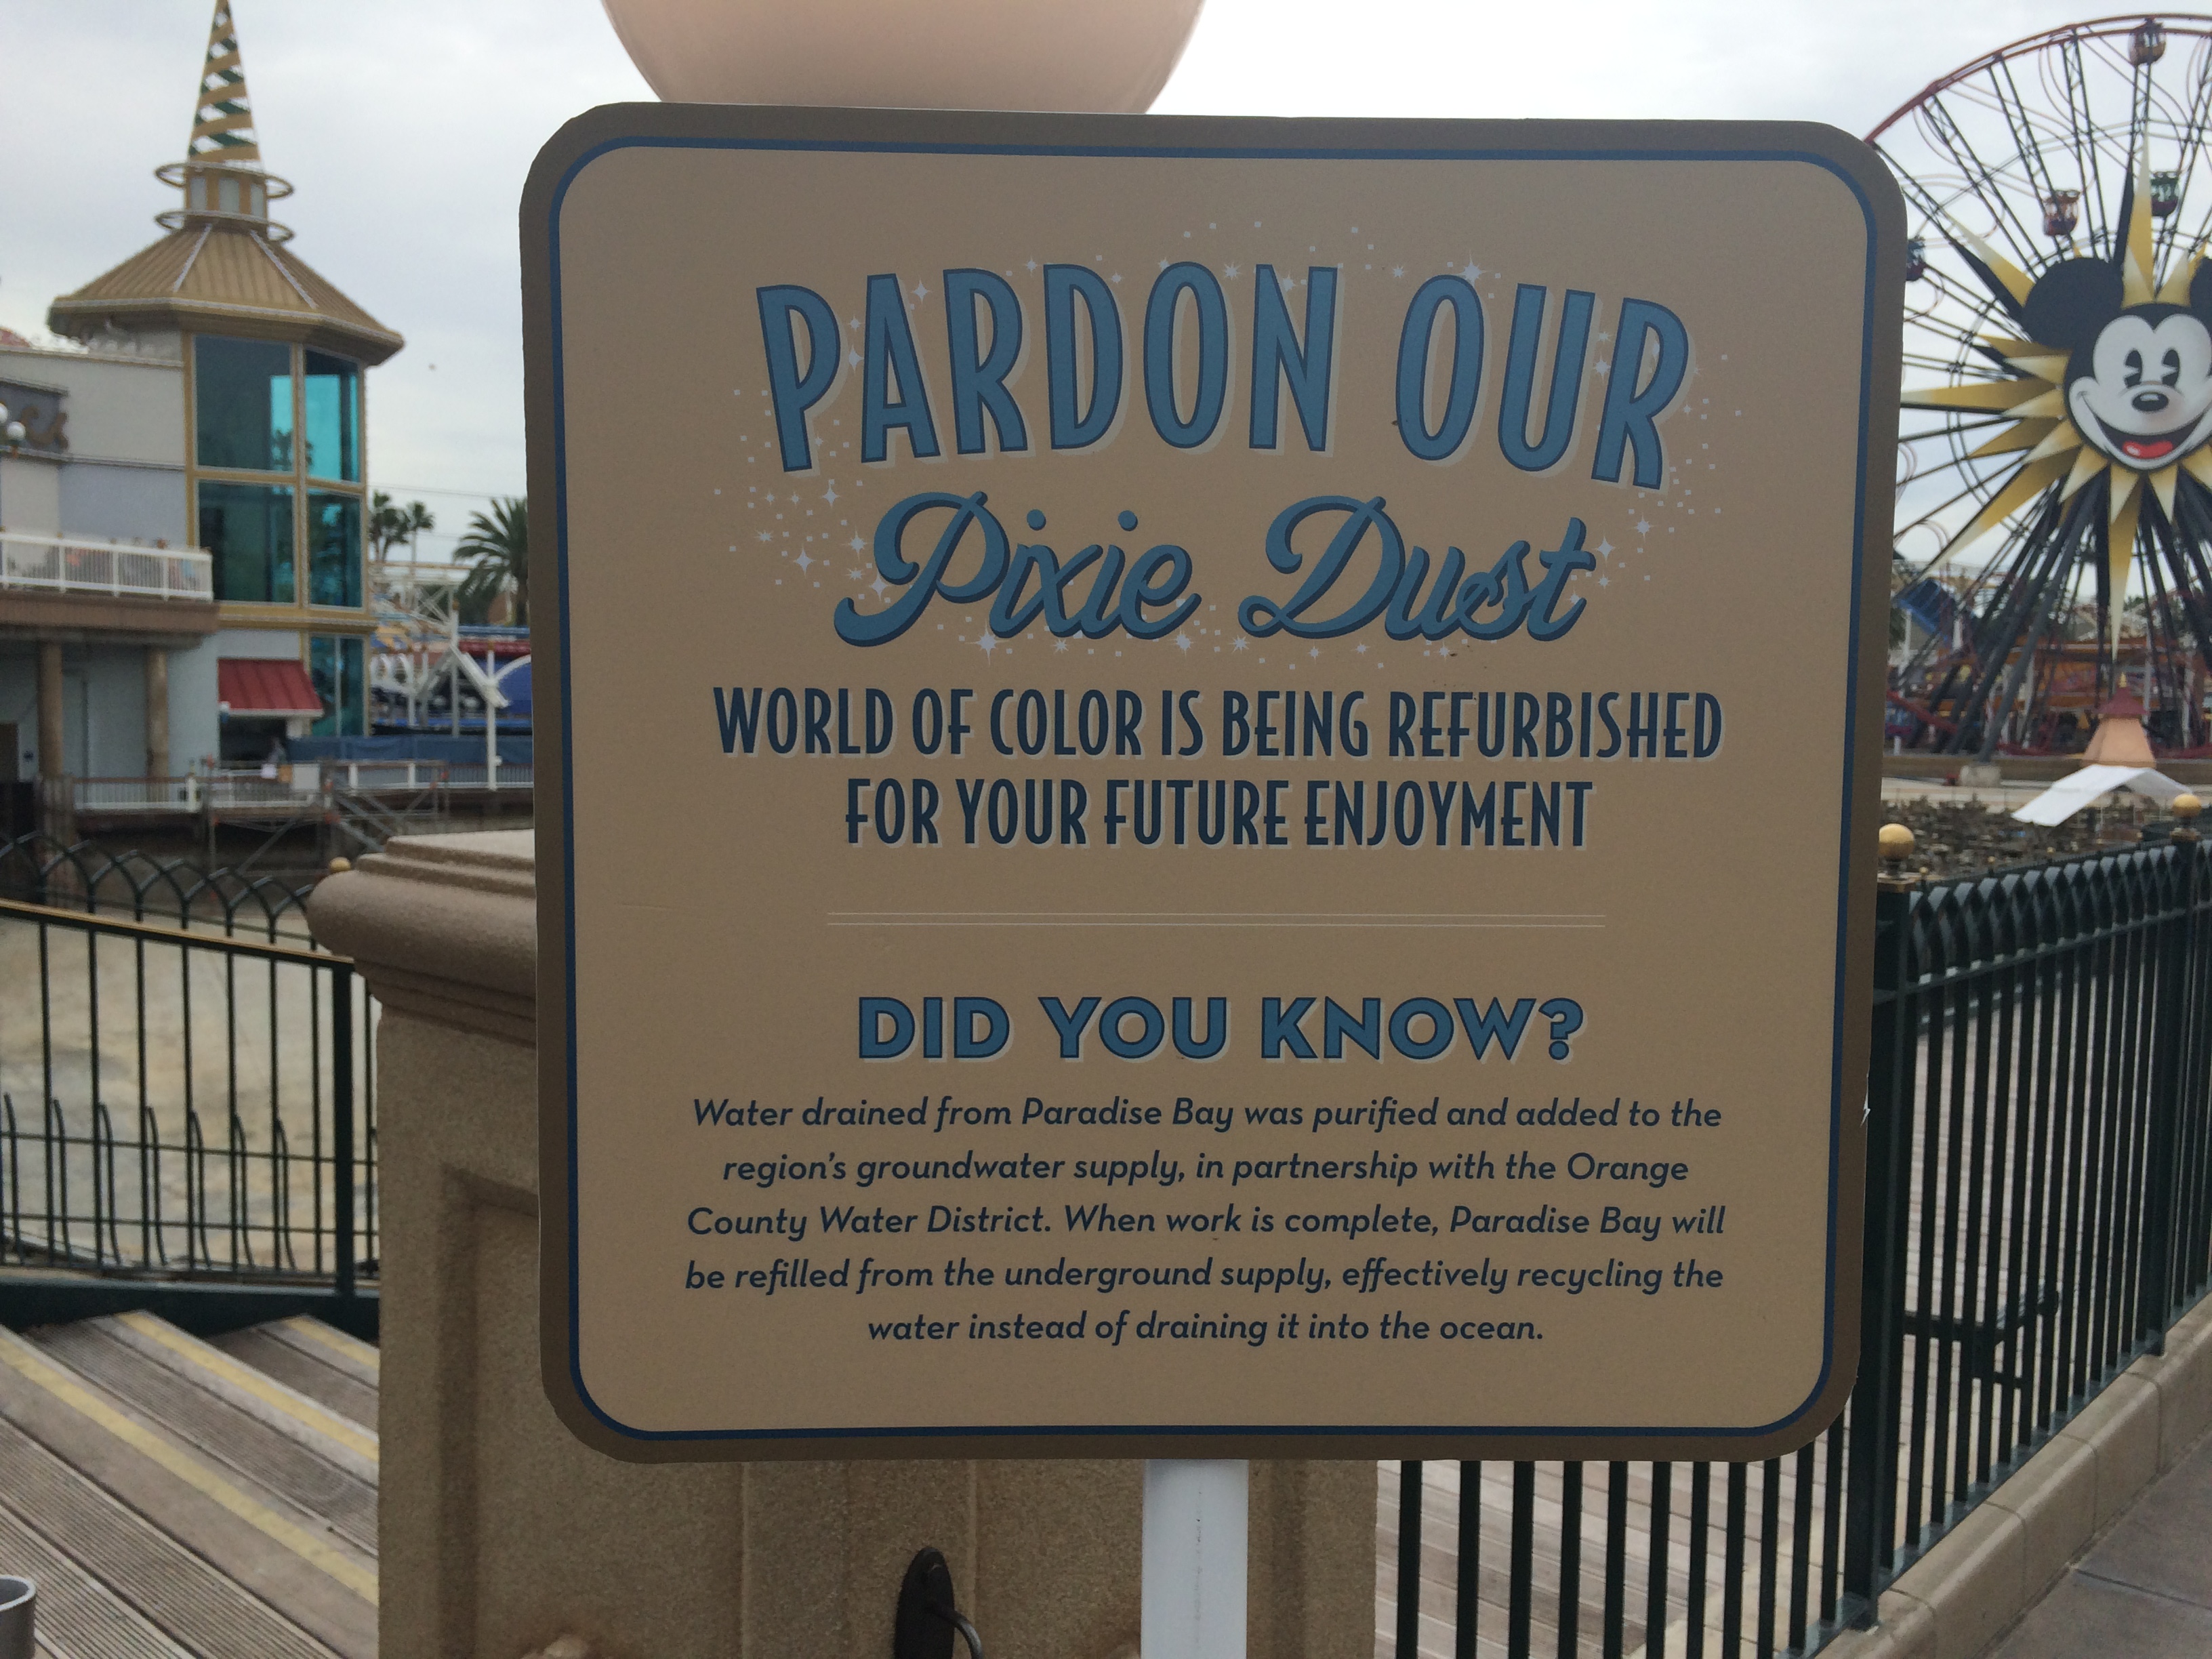 PARDON OUR
Pixie Dust
WORLD OF COLOR IS BEING REFURBISHED
FOR YOUR FUTURE ENJOYMENT
DID YOU KNOW?
Water drained from Paradise Bay was purified and added to the
region's groundwater supply, in partnership with the Orange
County Water District. When work is complete, Paradise Bay will
be refilled from the underground supply, effectively recycling the
water instead of draining it into the ocean.